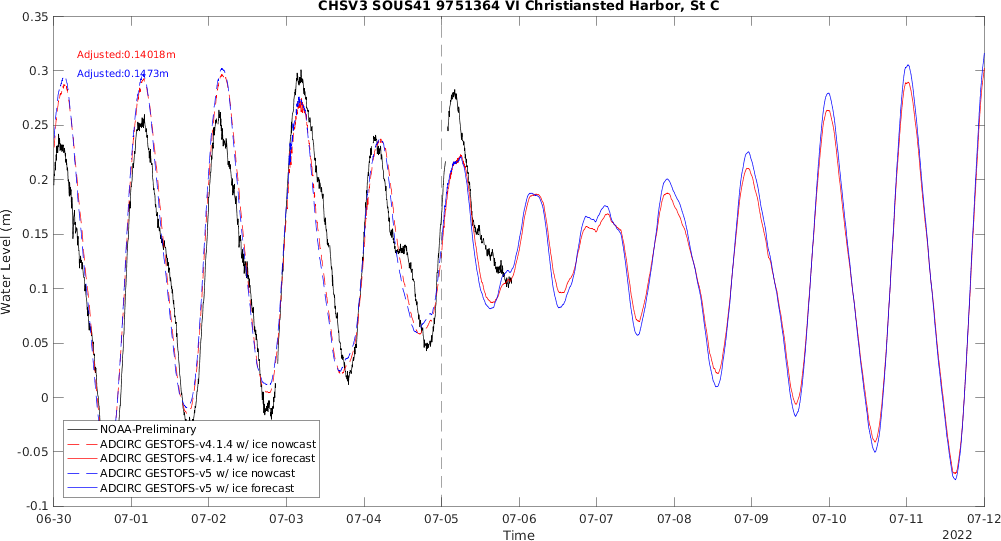 CHSV3 SOUS41 9751364 VI Christiansted Harbor, St C
0.35
0.3
0.25
0.2
0.15
0.1
0.05
0
-0.05
-0.1
Water Level (m)
Adjusted:0.14018m
Adjusted:0.1473m
NOAA-Preliminary
ADCIRC GESTOFS-v4.1.4 w/ ice nowcast
ADCIRC GESTOFS-v4.1.4 w/ ice forecast
ADCIRC GESTOFS-v5 w/ ice nowcast
ADCIRC GESTOFS-v5 w/ ice forecast
06-30 07-01 07-02 07-03 07-04 07-05 07-06 07-07 07-08 07-09 07-10 07-11 07-12
Time
2022